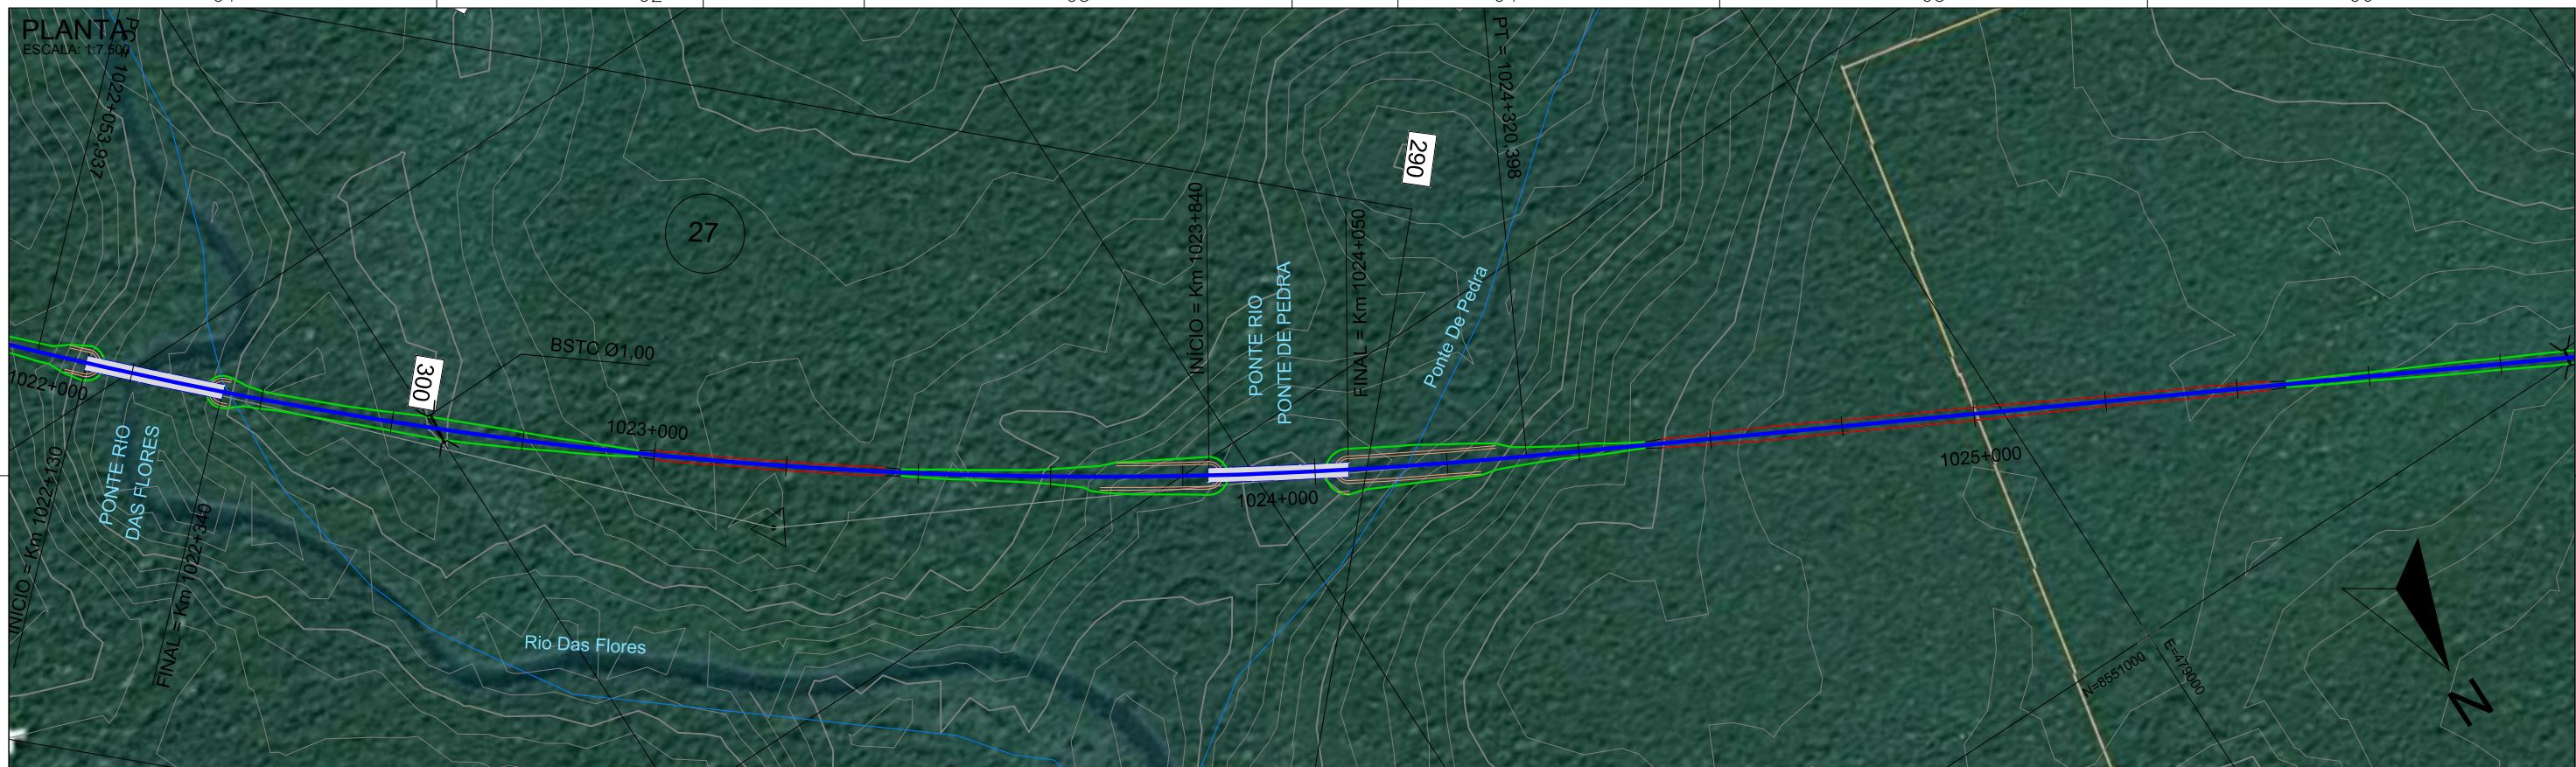 PLANTA
ESCALA: 1:7.500
PC = 1022+053,937
1022+000
INÍCIO = Km 1022+130
PONTE RIO
DAS FLORES
FINAL = Km 1022+340
300
BSTC Ø1,00
1023+000
27
Rio Das Flores
INÍCIO = Km 1023+840
PONTE RIO
PONTE DE PEDRA
FINAL = Km 1024+050
1024+000
290
Ponte De Pedra
PT = 1024+320,398
1025+000
N=8551000
E=479000
N